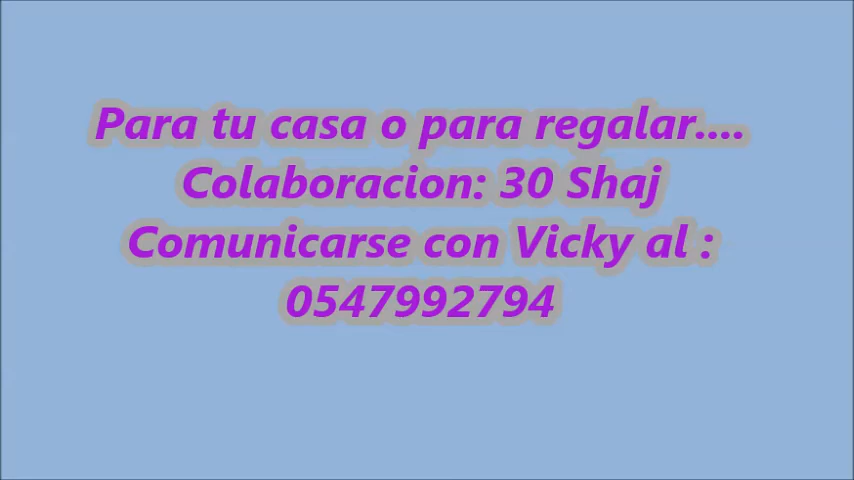 Para tu casa o para regalar....
Colaboracion: 30 Shaj
Comunicarse con Vicky al :
0547992794